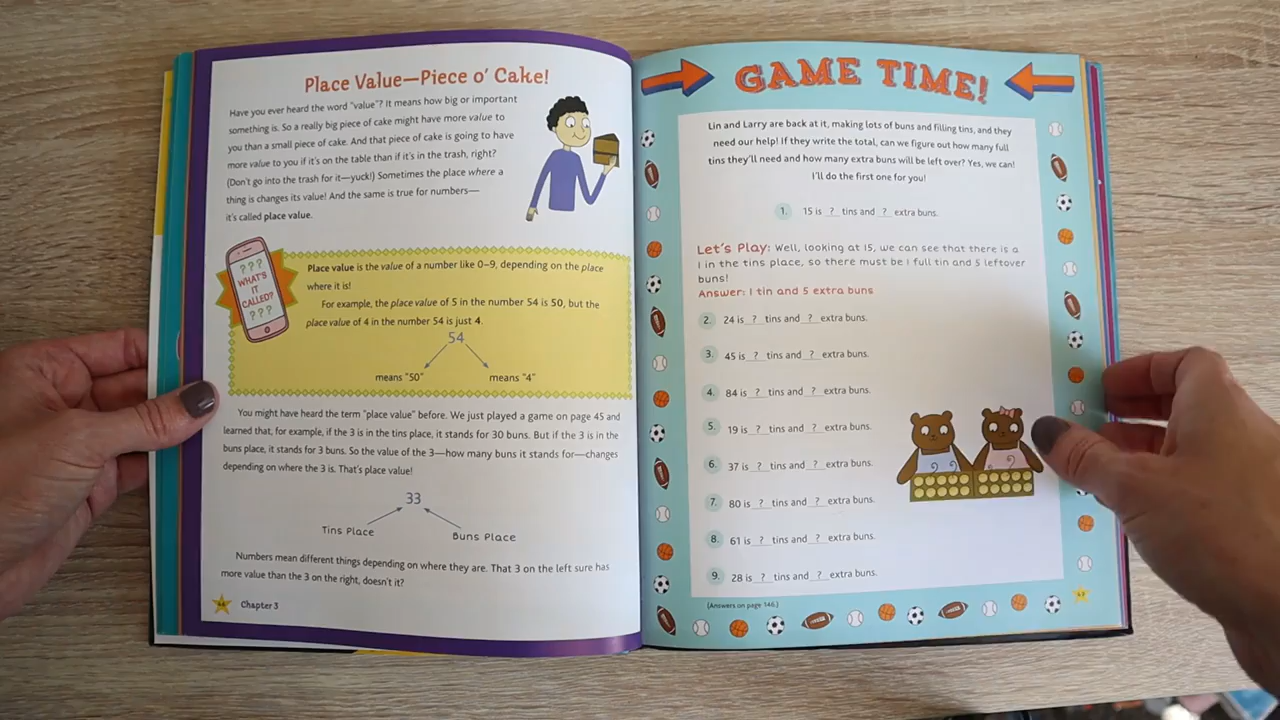 Place Value—Piece o' Cake!
Have you ever heard the word "value"? It means how big or important
something is. So a really big piece of cake might have more value to
you than a small piece of cake. And that piece of cake is going to have
more value to you if it's on the table than if it's in the trash, right?
(Don't go into the trash for it—yuck!) Sometimes the place where a
thing is changes its value! And the same is true for numbers—
it's called place value.
? ? ?
WHAT'S
IT
CALLED?
? ? ?
Place value is the value of a number like 0–9, depending on the place
where it is!
For example, the place value of 5 in the number 54 is 50, but the
place value of 4 in the number 54 is just 4.
54
means "50" means "4"
You might have heard the term "place value" before. We just played a game on page 45 and
learned that, for example, if the 3 is in the tins place, it stands for 30 buns. But if the 3 is in the
buns place, it stands for 3 buns. So the value of the 3—how many buns it stands for—changes
depending on where the 3 is. That's place value!
33
Tins Place Buns Place
Numbers mean different things depending on where they are. That 3 on the left sure has
more value than the 3 on the right, doesn't it?
Chapter 3
GAME TIME!
Lin and Larry are back at it, making lots of buns and filling tins, and they
need our help! If they write the total, can we figure out how many full
tins they'll need and how many extra buns will be left over? Yes, we can!
I'll do the first one for you!
1. 15 is ? tins and ? extra buns.
Let's Play: Well, looking at 15, we can see that there is a
1 in the tins place, so there must be 1 full tin and 5 leftover
buns!
Answer: 1 tin and 5 extra buns
2. 24 is ? tins and ? extra buns.
3. 45 is ? tins and ? extra buns.
4. 84 is ? tins and ? extra buns.
5. 19 is ? tins and ? extra buns.
6. 37 is ? tins and ? extra buns.
7. 80 is ? tins and ? extra buns.
8. 61 is ? tins and ? extra buns.
9. 28 is ? tins and ? extra buns.
(Answers on page 146.)